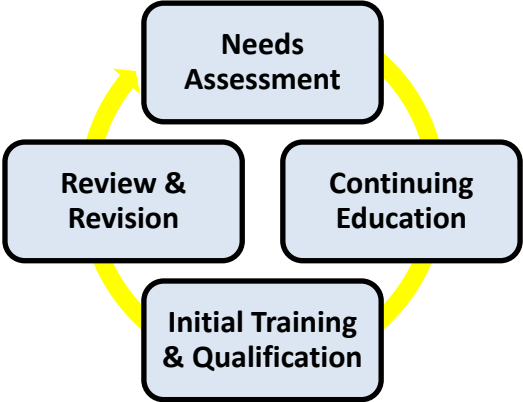 Needs
Assessment
Continuing
Education
Initial Training
& Qualification
Review &
Revision